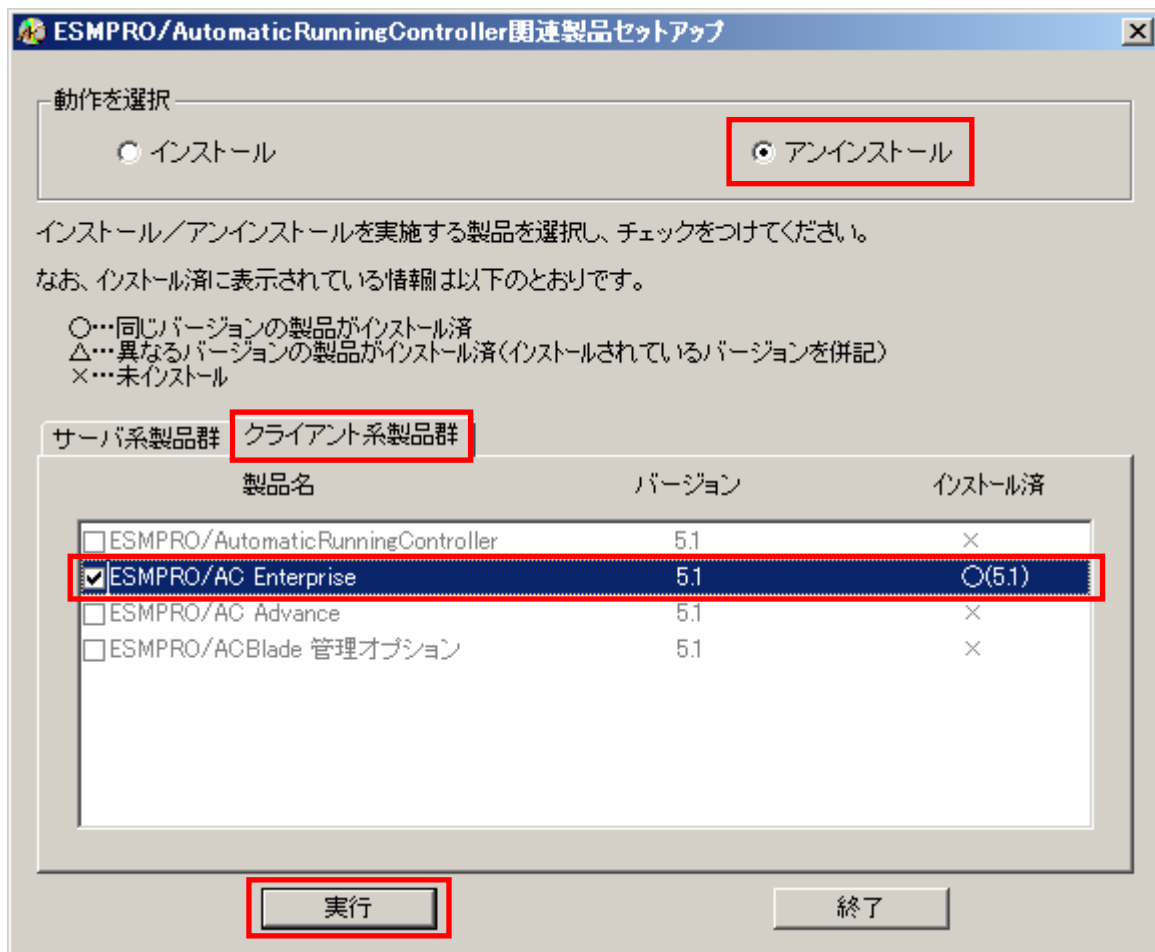 ESMPRO/AutomaticRunningController関連製品セットアップ
動作を選択
インストール アンインストール
インストール／アンインストールを実施する製品を選択し、チェックをつけてください。
なお、インストール済に表示されている情報は以下のとおりです。
○…同じバージョンの製品がインストール済
△…異なるバージョンの製品がインストール済(インストールされているバージョンを併記)
×…未インストール
サーバ系製品群 クライアント系製品群
製品名 バージョン インストール済
ESMPRO/AutomaticRunningController 5.1 ×
ESMPRO/AC Enterprise 5.1 ○(5.1)
ESMPRO/AC Advance 5.1 ×
ESMPRO/ACBlade 管理オプション 5.1 ×
実行 終了